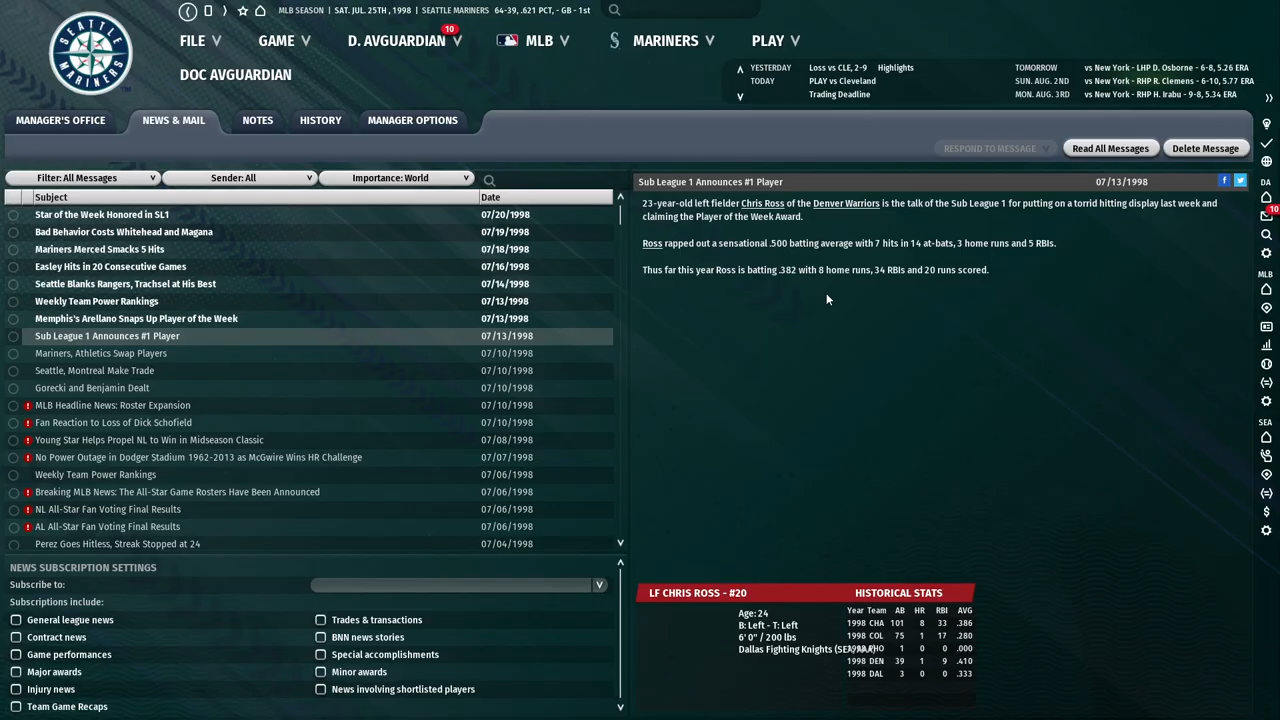 MLB SEASON | SAT. JUL. 25TH, 1998 | SEATTLE MARINERS 64-39, .621 PCT, - GB - 1st
SEATTLE MARINERS
FILE GAME D. AVGUARDIAN 10 MLB MARINERS PLAY
DOC AVGUARDIAN
YESTERDAY Loss vs CLE, 2-9 Highlights
TODAY PLAY vs Cleveland
Trading Deadline
TOMORROW vs New York - LHP D. Osborne - 6-8, 5.26 ERA
SUN. AUG. 2ND vs New York - RHP R. Clemens - 6-10, 5.77 ERA
MON. AUG. 3RD vs New York - RHP H. Irabu - 9-8, 5.34 ERA
MANAGER'S OFFICE NEWS & MAIL NOTES HISTORY MANAGER OPTIONS
RESPOND TO MESSAGE Read All Messages Delete Message
Filter: All Messages Sender: All Importance: World
Subject Date
Star of the Week Honored in SL1 07/20/1998
Bad Behavior Costs Whitehead and Magana 07/19/1998
Mariners Merced Smacks 5 Hits 07/18/1998
Easley Hits in 20 Consecutive Games 07/16/1998
Seattle Blanks Rangers, Trachsel at His Best 07/14/1998
Weekly Team Power Rankings 07/13/1998
Memphis's Arellano Snaps Up Player of the Week 07/13/1998
Sub League 1 Announces #1 Player 07/13/1998
Mariners, Athletics Swap Players 07/10/1998
Seattle, Montreal Make Trade 07/10/1998
Gorecki and Benjamin Dealt 07/10/1998
MLB Headline News: Roster Expansion 07/10/1998
Fan Reaction to Loss of Dick Schofield 07/10/1998
Young Star Helps Propel NL to Win in Midseason Classic 07/08/1998
No Power Outage in Dodger Stadium 1962-2013 as McGwire Wins HR Challenge 07/07/1998
Weekly Team Power Rankings 07/06/1998
Breaking MLB News: The All-Star Game Rosters Have Been Announced 07/06/1998
NL All-Star Fan Voting Final Results 07/06/1998
AL All-Star Fan Voting Final Results 07/06/1998
Perez Goes Hitless, Streak Stopped at 24 07/04/1998
NEWS SUBSCRIPTION SETTINGS
Subscribe to:
Subscriptions include:
General league news Trades & transactions
Contract news BNN news stories
Game performances Special accomplishments
Major awards Minor awards
Injury news News involving shortlisted players
Team Game Recaps
Sub League 1 Announces #1 Player 07/13/1998
23-year-old left fielder Chris Ross of the Denver Warriors is the talk of the Sub League 1 for putting on a torrid hitting display last week and
claiming the Player of the Week Award.
Ross rapped out a sensational .500 batting average with 7 hits in 14 at-bats, 3 home runs and 5 RBIs.
Thus far this year Ross is batting .382 with 8 home runs, 34 RBIs and 20 runs scored.
LF CHRIS ROSS - #20 HISTORICAL STATS
Age: 24
B: Left - T: Left
6' 0" / 200 lbs
Dallas Fighting Knights
Year Team AB HR RBI AVG
1998 CHA 101 8 33 .386
1998 COL 75 1 17 .280
1998 PHO 1 0 0 .000
1998 DEN 39 1 9 .410
1998 DAL 3 0 0 .333
DA
10
MLB
SEA